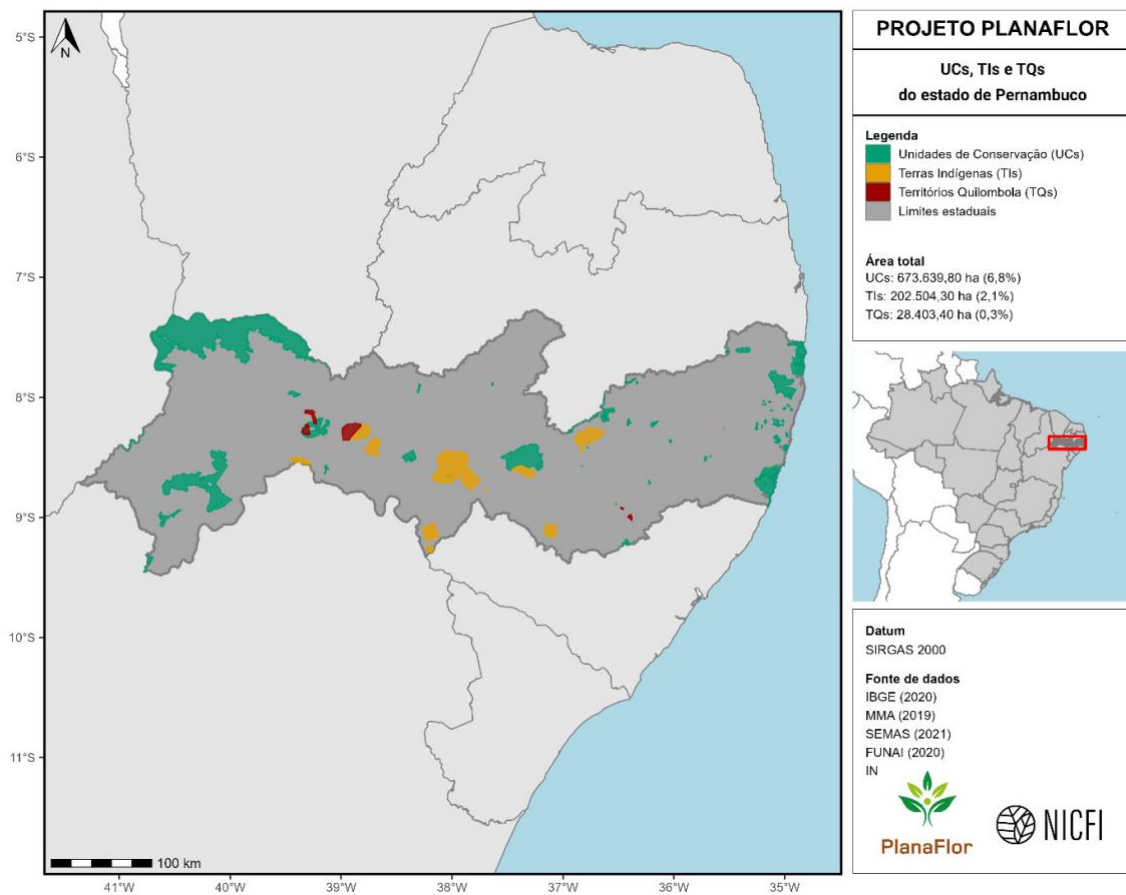 PROJETO PLANAFLOR
UCs, TIs e TQs
do estado de Pernambuco
Legenda
Unidades de Conservação (UCs)
Terras Indígenas (TIs)
Territórios Quilombola (TQs)
Limites estaduais
Área total
UCs: 673.639,80 ha (6,8%)
TIs: 202.504,30 ha (2,1%)
TQs: 28.403,40 ha (0,3%)
N
5°S
6°S
7°S
8°S
9°S
10°S
11°S
100 km
41°W
40°W
39°W
38°W
37°W
36°W
35°W
Datum
SIRGAS 2000
Fonte de dados
IBGE (2020)
MMA (2019)
SEMAS (2021)
FUNAI (2020)
IN
PlanaFlor
NICFI